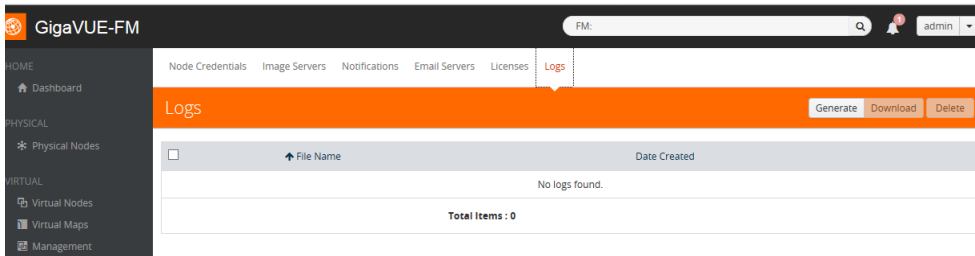 GigaVUE-FM
FM:
1
admin
HOME
Dashboard
PHYSICAL
Physical Nodes
VIRTUAL
Virtual Nodes
Virtual Maps
Management
Node Credentials Image Servers Notifications Email Servers Licenses Logs
Logs
Generate Download Delete
File Name Date Created
No logs found.
Total Items : 0